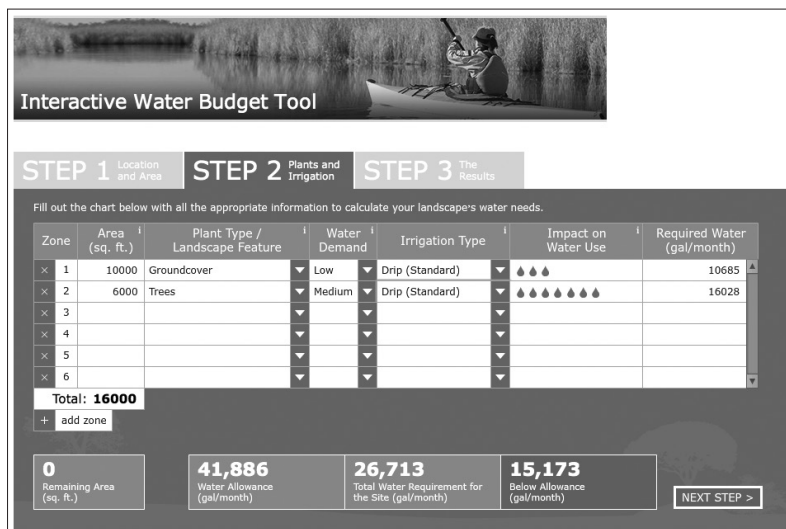 Interactive Water Budget Tool
STEP 1 Location and Area
STEP 2 Plants and Irrigation
STEP 3 The Results
Fill out the chart below with all the appropriate information to calculate your landscape's water needs.
Zone Area (sq. ft.) i Plant Type / Landscape Feature i Water Demand i Irrigation Type i Impact on Water Use i Required Water (gal/month)
× 1 10000 Groundcover Low Drip (Standard) 10685
× 2 6000 Trees Medium Drip (Standard) 16028
× 3
× 4
× 5
× 6
Total: 16000
+ add zone
0
Remaining Area
(sq. ft.)
41,886
Water Allowance
(gal/month)
26,713
Total Water Requirement for
the Site (gal/month)
15,173
Below Allowance
(gal/month)
NEXT STEP >